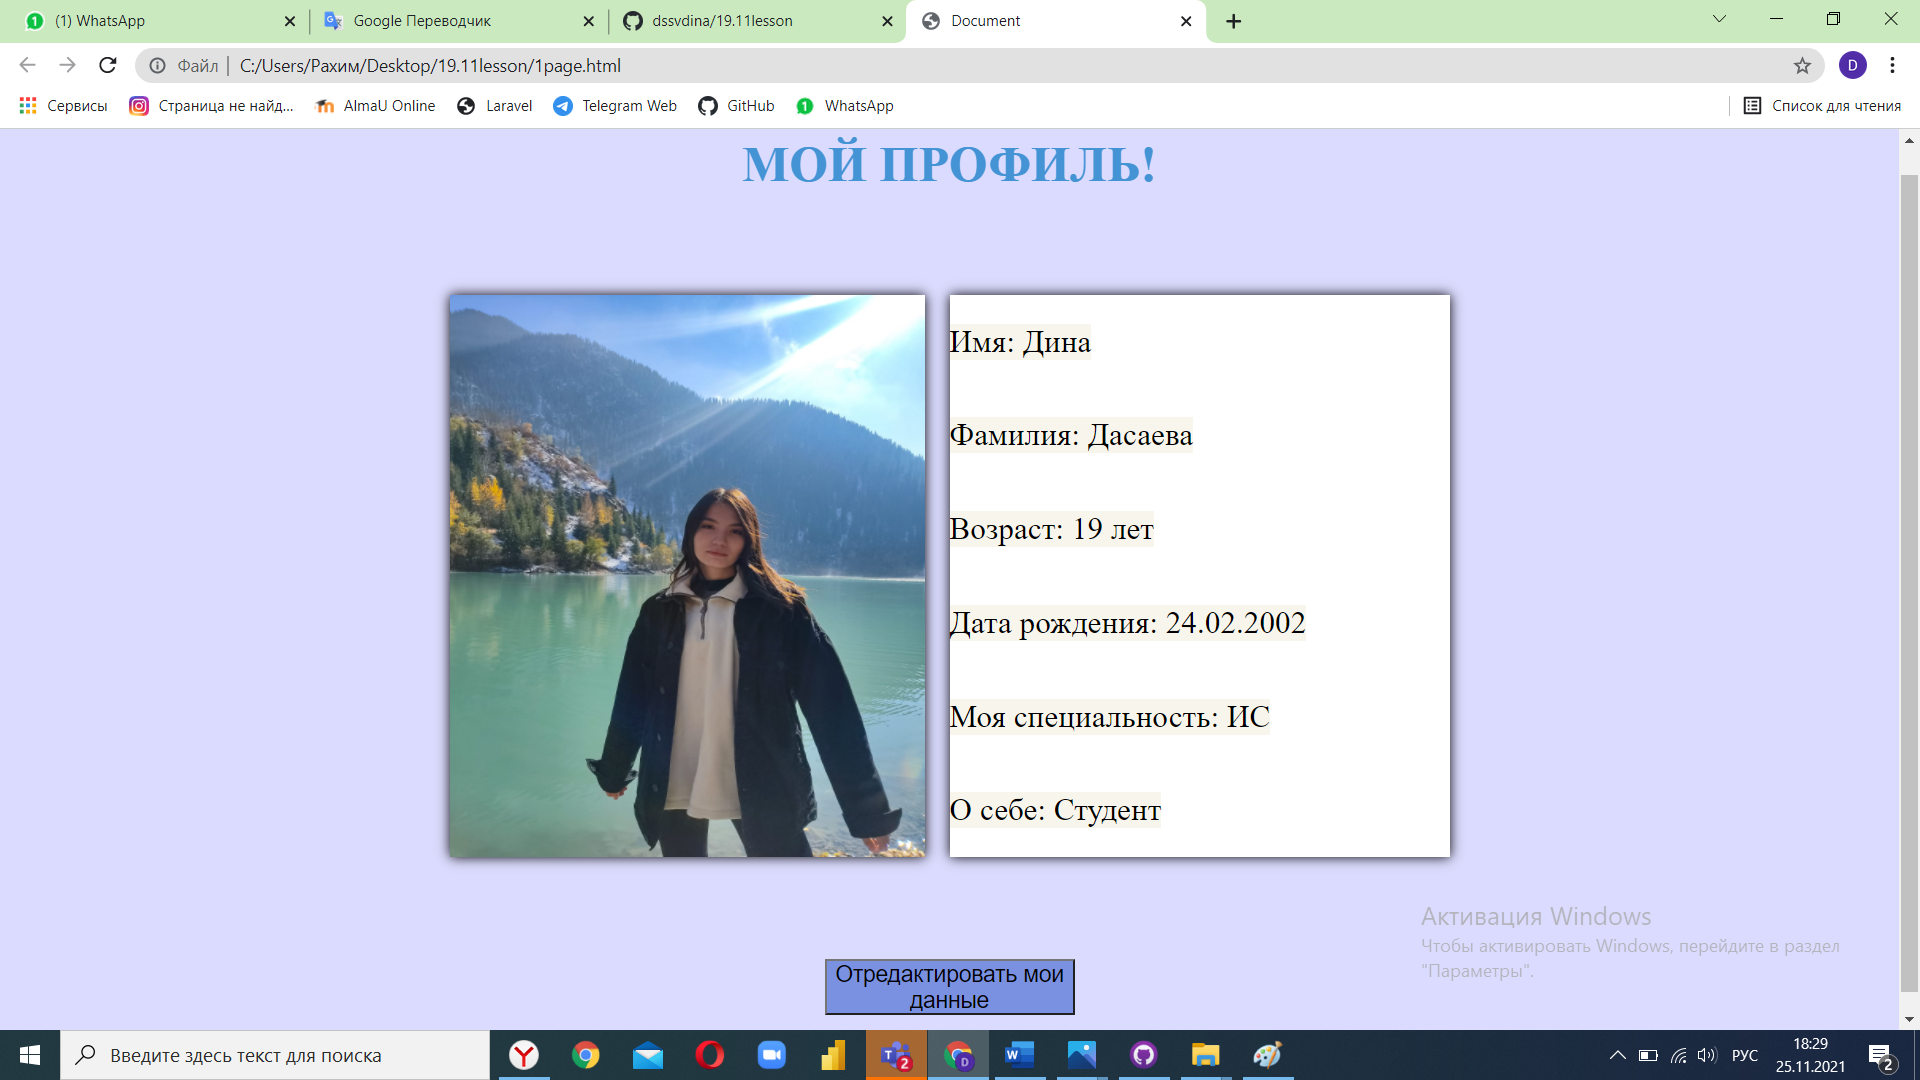 (1) WhatsApp
Google Переводчик
dssvdina/19.11lesson
Document
Файл
C:/Users/Рахим/Desktop/19.11lesson/1page.html
D
Сервисы
Страница не найд...
AlmaU Online
Laravel
Telegram Web
GitHub
WhatsApp
Список для чтения
МОЙ ПРОФИЛЬ!
Имя: Дина
Фамилия: Дасаева
Возраст: 19 лет
Дата рождения: 24.02.2002
Моя специальность: ИС
О себе: Студент
Активация Windows
Чтобы активировать Windows, перейдите в раздел
"Параметры".
Отредактировать мои
данные
Введите здесь текст для поиска
РУС
18:29
25.11.2021
2